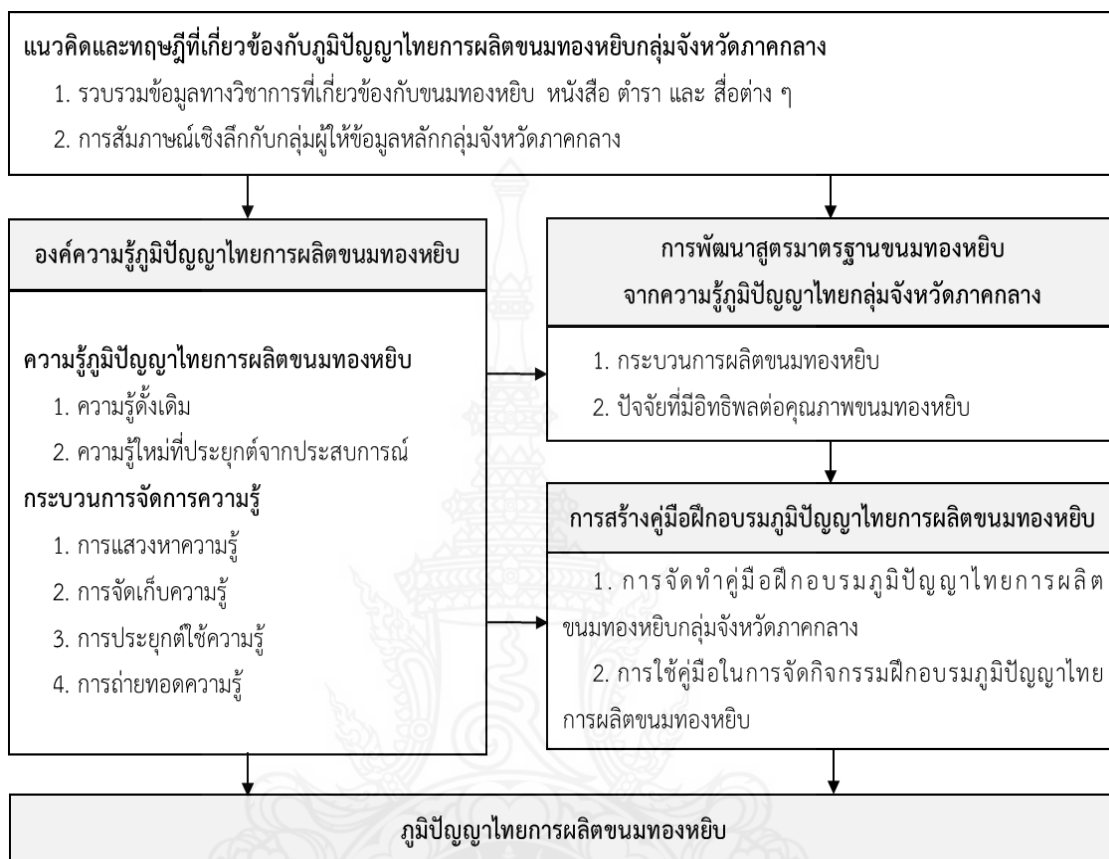 แนวคิดและทฤษฎีที่เกี่ยวข้องกับภูมิปัญญาไทยการผลิตขนมทองหยิบกลุ่มจังหวัดภาคกลาง
1. รวบรวมข้อมูลทางวิชาการที่เกี่ยวข้องกับขนมทองหยิบ หนังสือ ตำรา และ สื่อต่าง ๆ
2. การสัมภาษณ์เชิงลึกกับกลุ่มผู้ให้ข้อมูลหลักกลุ่มจังหวัดภาคกลาง
องค์ความรู้ภูมิปัญญาไทยการผลิตขนมทองหยิบ
ความรู้ภูมิปัญญาไทยการผลิตขนมทองหยิบ
1. ความรู้ดั้งเดิม
2. ความรู้ใหม่ที่ประยุกต์จากประสบการณ์
กระบวนการจัดการความรู้
1. การแสวงหาความรู้
2. การจัดเก็บความรู้
3. การประยุกต์ใช้ความรู้
4. การถ่ายทอดความรู้
การพัฒนาสูตรมาตรฐานขนมทองหยิบ
จากความรู้ภูมิปัญญาไทยกลุ่มจังหวัดภาคกลาง
1. กระบวนการผลิตขนมทองหยิบ
2. ปัจจัยที่มีอิทธิพลต่อคุณภาพขนมทองหยิบ
การสร้างคู่มือฝึกอบรมภูมิปัญญาไทยการผลิตขนมทองหยิบ
1. การจัดทำคู่มือฝึกอบรมภูมิปัญญาไทยการผลิต
ขนมทองหยิบกลุ่มจังหวัดภาคกลาง
2. การใช้คู่มือในการจัดกิจกรรมฝึกอบรมภูมิปัญญาไทย
การผลิตขนมทองหยิบ
ภูมิปัญญาไทยการผลิตขนมทองหยิบ